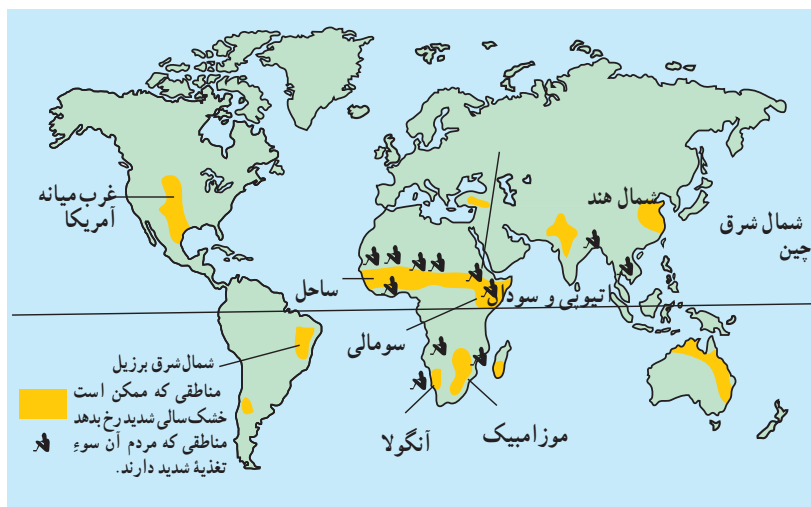 غرب میانه
آمریکا
شمال هند
شمال شرق
چین
ساحل
اتیوپی و سودان
سومالی
شمال شرق برزیل
مناطقی که ممکن است
خشک‌سالی شدید رخ بدهد
مناطقی که مردم آن سوءِ
تغذیۀ شدید دارند.
آنگولا
موزامبیک